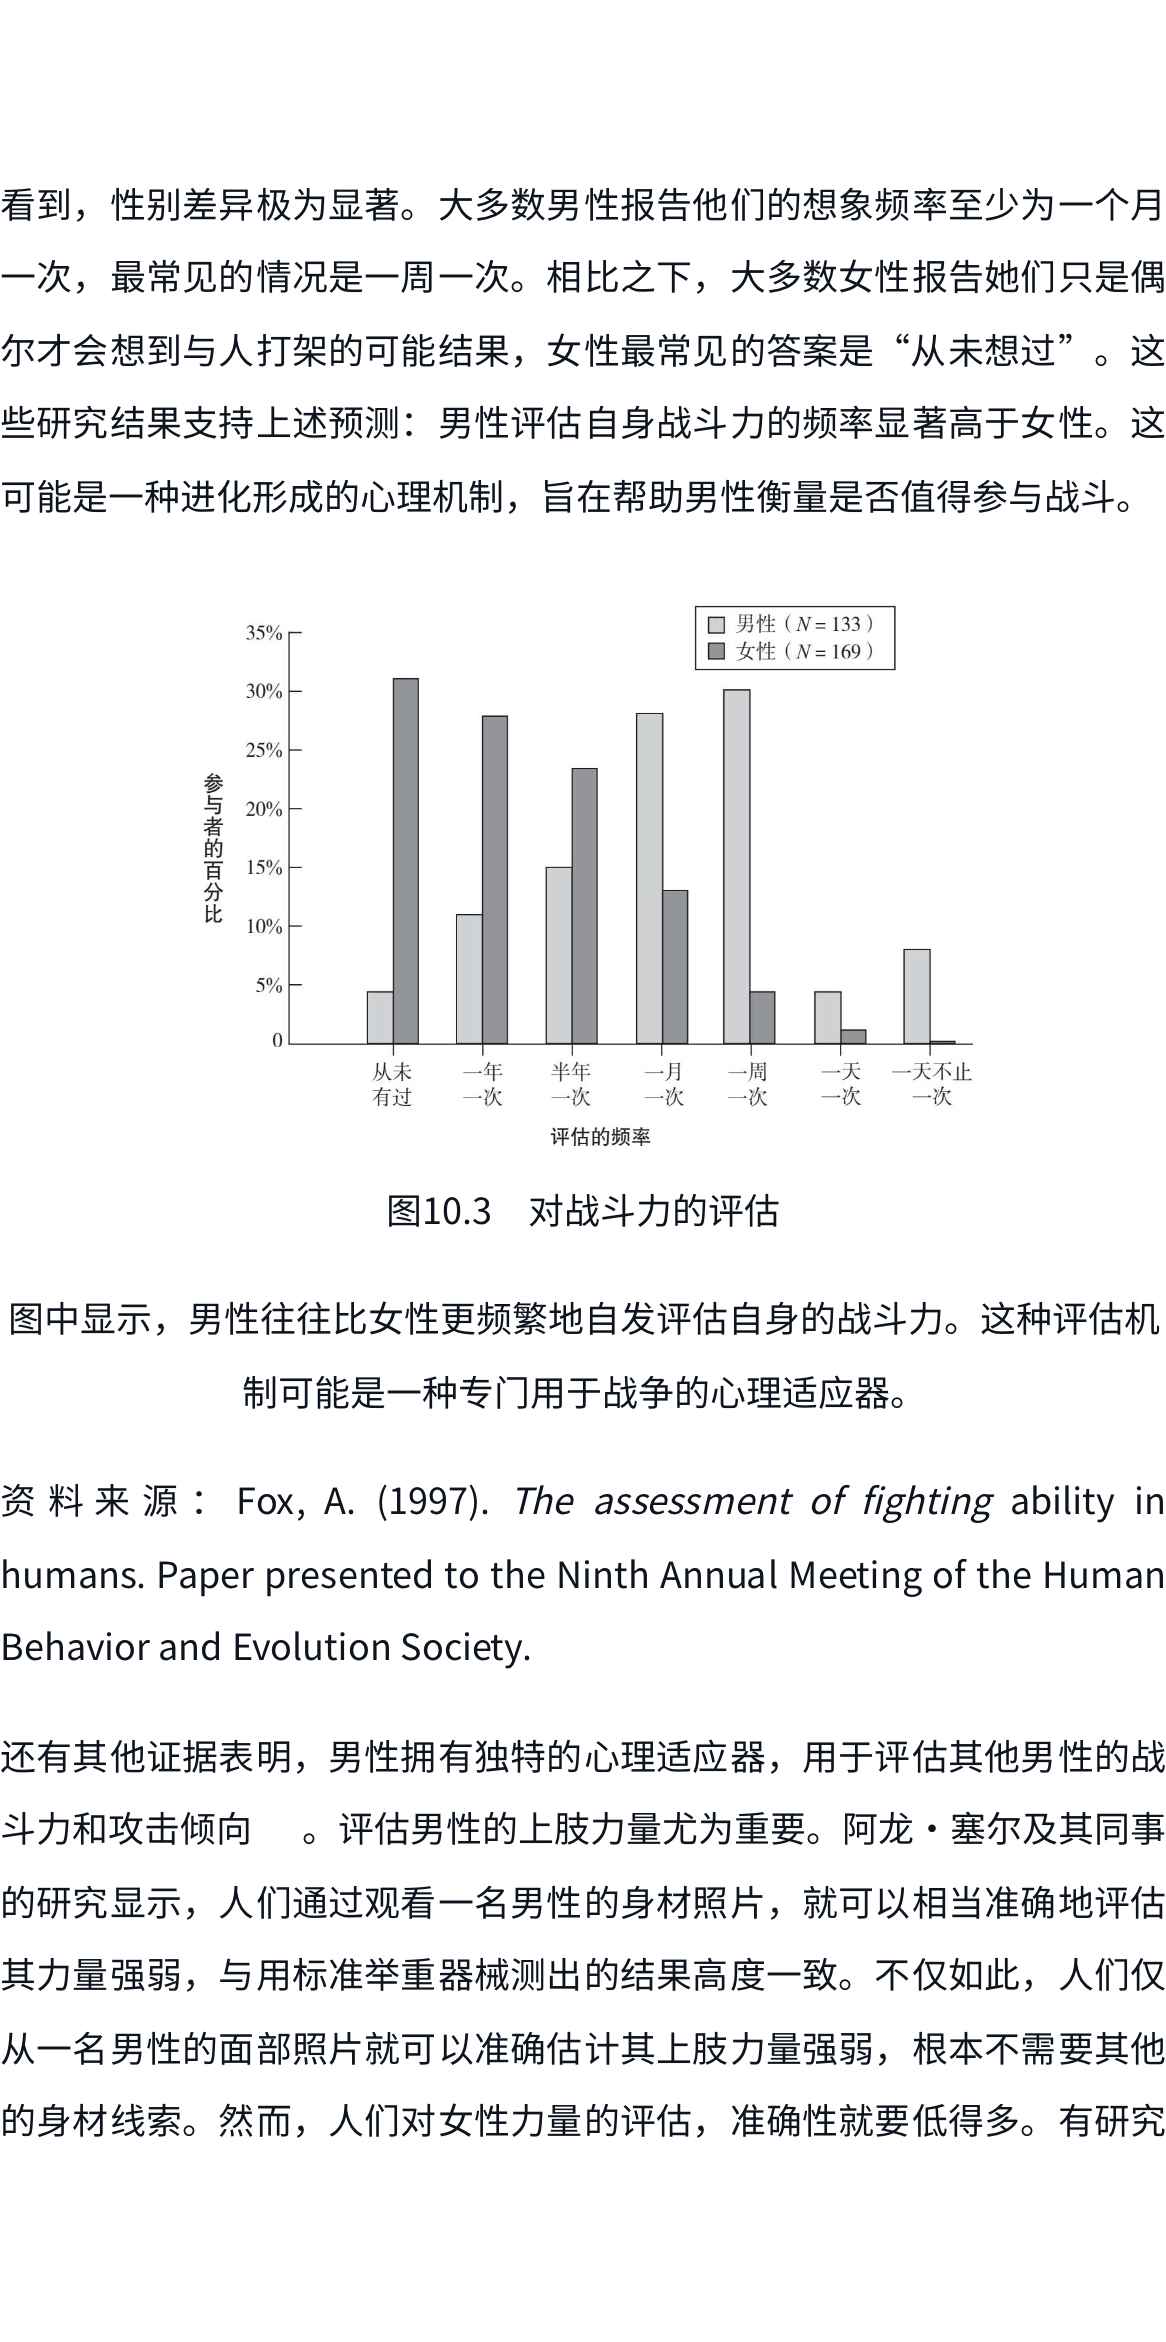 看到，性别差异极为显著。大多数男性报告他们的想象频率至少为一个月
一次，最常见的情况是一周一次。相比之下，大多数女性报告她们只是偶
尔才会想到与人打架的可能结果，女性最常见的答案是“从未想过”。这
些研究结果支持上述预测：男性评估自身战斗力的频率显著高于女性。这
可能是一种进化形成的心理机制，旨在帮助男性衡量是否值得参与战斗。
男性（N = 133）
女性（N = 169）
35%
30%
25%
20%
15%
10%
5%
0
参与者的百分比
从未有过
一年一次
半年一次
一月一次
一周一次
一天一次
一天不止一次
评估的频率
图10.3　对战斗力的评估
图中显示，男性往往比女性更频繁地自发评估自身的战斗力。这种评估机
制可能是一种专门用于战争的心理适应器。
资料来源：Fox, A. (1997). The assessment of fighting ability in
humans. Paper presented to the Ninth Annual Meeting of the Human
Behavior and Evolution Society.
还有其他证据表明，男性拥有独特的心理适应器，用于评估其他男性的战
斗力和攻击倾向　。评估男性的上肢力量尤为重要。阿龙·塞尔及其同事
的研究显示，人们通过观看一名男性的身材照片，就可以相当准确地评估
其力量强弱，与用标准举重器械测出的结果高度一致。不仅如此，人们仅
从一名男性的面部照片就可以准确估计其上肢力量强弱，根本不需要其他
的身材线索。然而，人们对女性力量的评估，准确性就要低得多。有研究